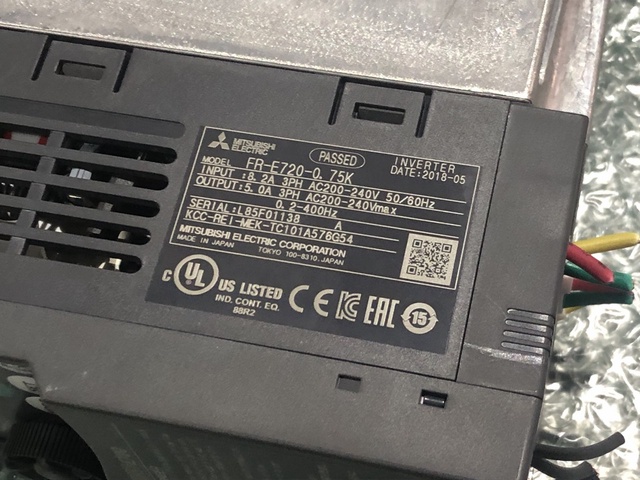 MITSUBISHI
ELECTRIC
PASSED
INVERTER
MODEL FR-E720-0.75K
DATE:2018-05
INPUT :8.2A 3PH AC200-240V 50/60Hz
OUTPUT:5.0A 3PH AC200-240Vmax
0.2-400Hz
SERIAL:L85F01138 A
KCC-REI-MEK-TC101A578G54
MITSUBISHI ELECTRIC CORPORATION
MADE IN JAPAN TOKYO 100-8310, JAPAN
C UL US LISTED
IND. CONT. EQ.
88R2
CE
EAC
15